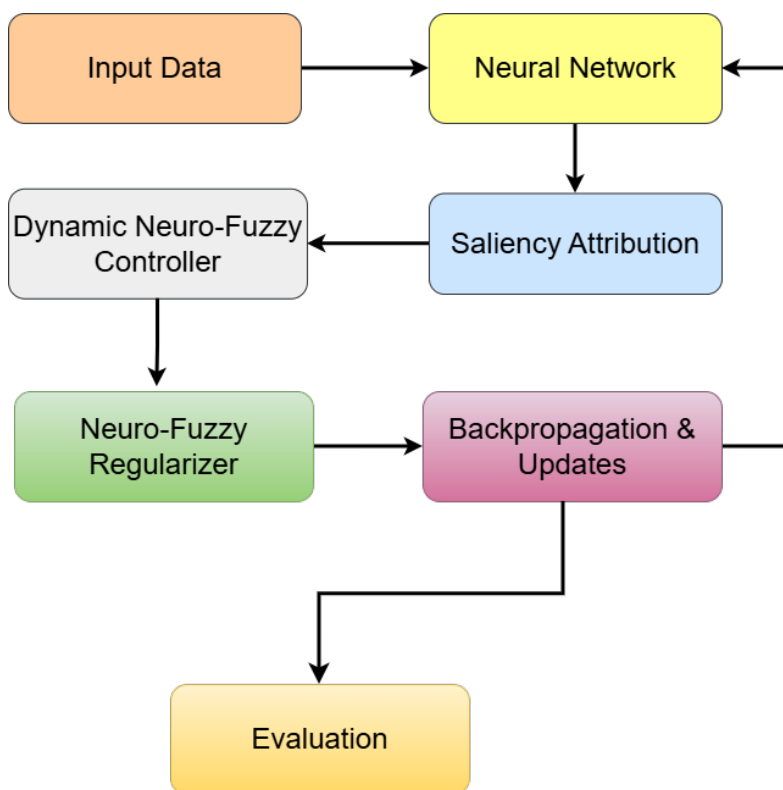 Input Data
Neural Network
Dynamic Neuro-Fuzzy
Controller
Saliency Attribution
Neuro-Fuzzy
Regularizer
Backpropagation &
Updates
Evaluation